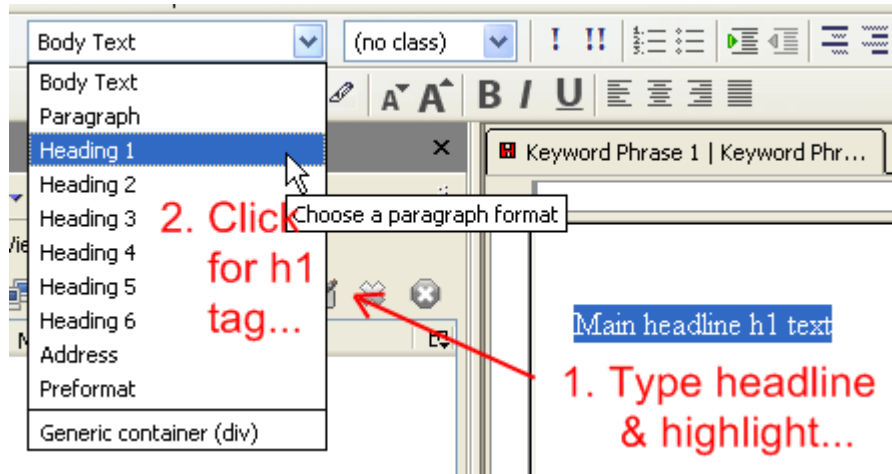 Body Text
(no class)
! !!
A A B I U
Body Text
Paragraph
Heading 1
Heading 2
Heading 3
Heading 4
Heading 5
Heading 6
Address
Preformat
Generic container (div)
Keyword Phrase 1 | Keyword Phr...
Choose a paragraph format
2. Click
for h1
tag...
Main headline h1 text
1. Type headline
& highlight...